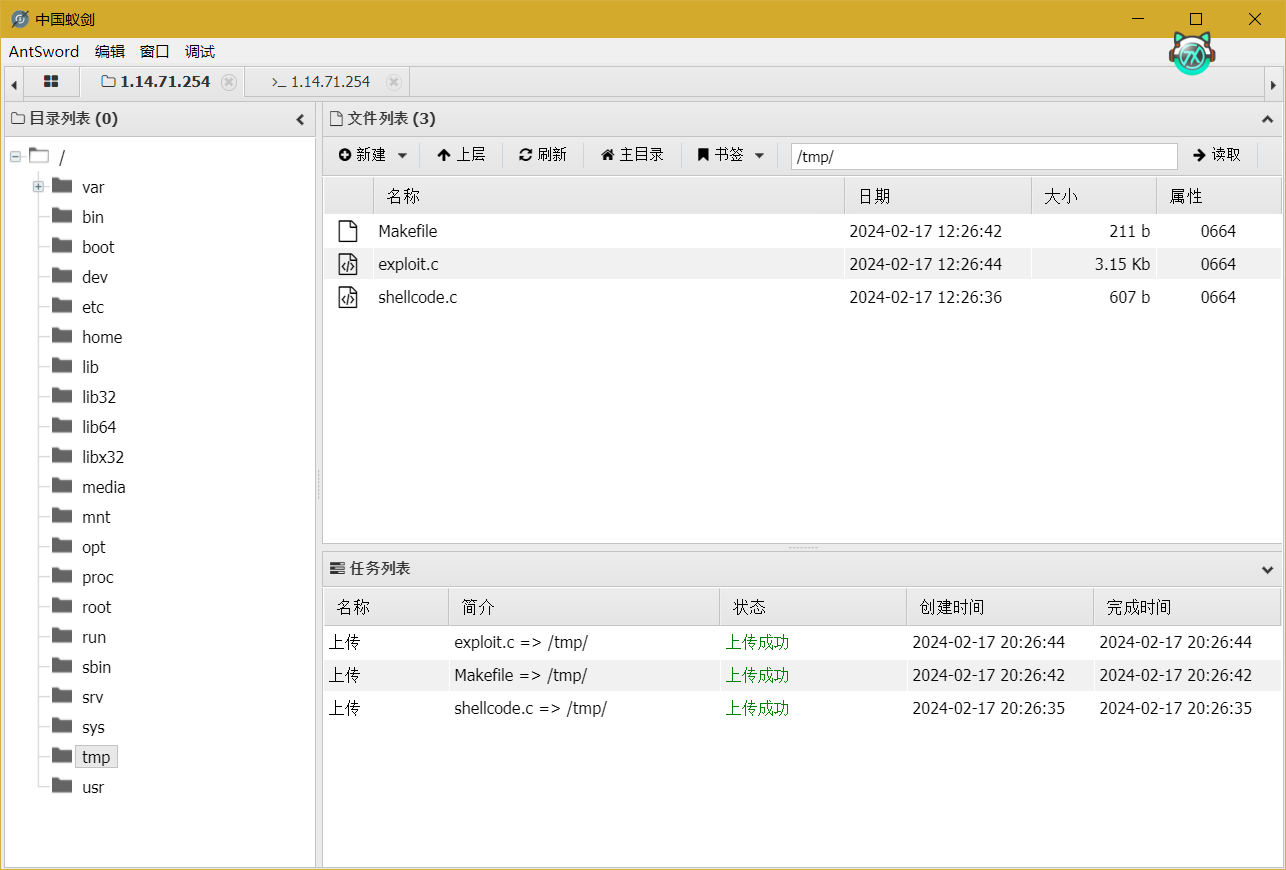 中国蚁剑
AntSword 编辑 窗口 调试
1.14.71.254 >_ 1.14.71.254
目录列表 (0)
/
var
bin
boot
dev
etc
home
lib
lib32
lib64
libx32
media
mnt
opt
proc
root
run
sbin
srv
sys
tmp
usr
文件列表 (3)
新建 上层 刷新 主目录 书签 /tmp/ 读取
名称 日期 大小 属性
Makefile 2024-02-17 12:26:42 211 b 0664
exploit.c 2024-02-17 12:26:44 3.15 Kb 0664
shellcode.c 2024-02-17 12:26:36 607 b 0664
任务列表
名称 简介 状态 创建时间 完成时间
上传 exploit.c => /tmp/ 上传成功 2024-02-17 20:26:44 2024-02-17 20:26:44
上传 Makefile => /tmp/ 上传成功 2024-02-17 20:26:42 2024-02-17 20:26:42
上传 shellcode.c => /tmp/ 上传成功 2024-02-17 20:26:35 2024-02-17 20:26:35